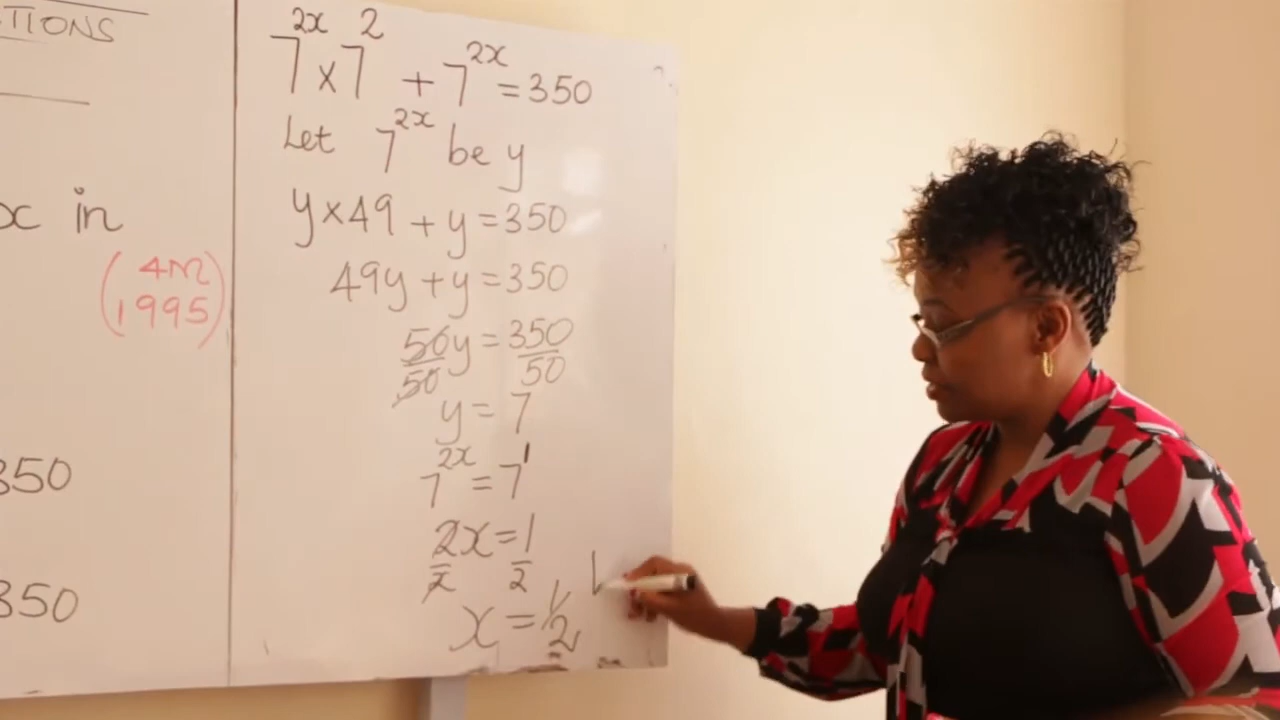 TIONS
x in
(4M
1995)
350
350
7^2x × 7^2 + 7^2x = 350
Let 7^2x be y
y × 49 + y = 350
49y + y = 350
50y/50 = 350/50
y = 7
7^2x = 7^1
2x/2 = 1/2
x = 1/2